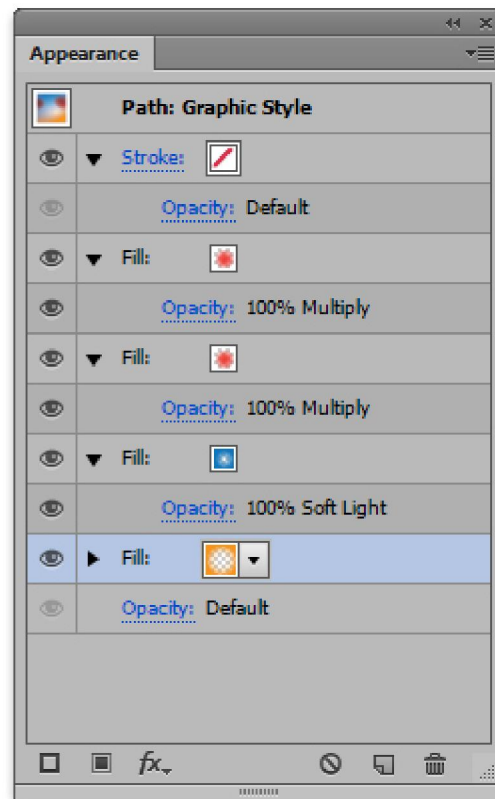 Appearance
Path: Graphic Style
Stroke:
Opacity: Default
Fill:
Opacity: 100% Multiply
Fill:
Opacity: 100% Multiply
Fill:
Opacity: 100% Soft Light
Fill:
Opacity: Default
fx